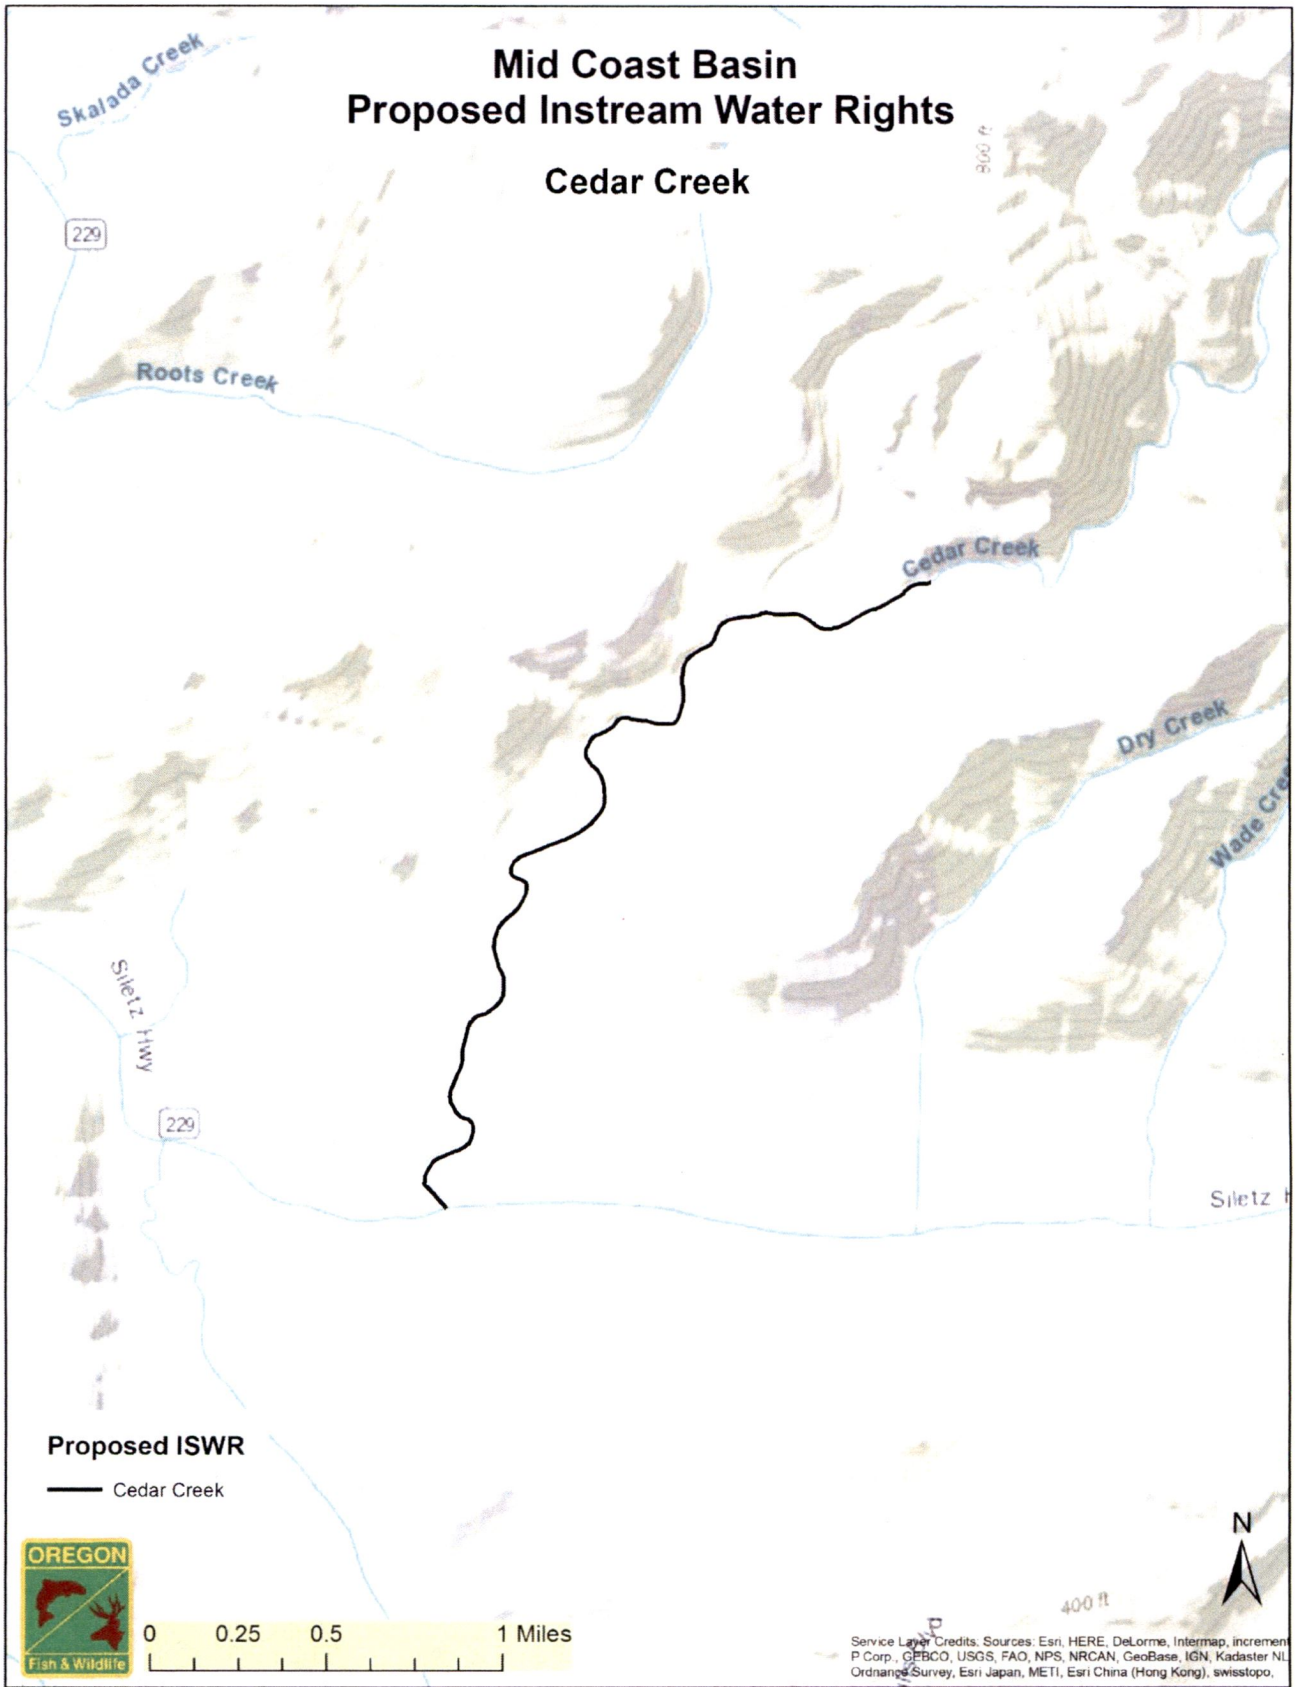 Mid Coast Basin
Proposed Instream Water Rights
Cedar Creek
Skalada Creek
800 ft
229
Roots Creek
Cedar Creek
Dry Creek
Wade Creek
Siletz Hwy
229
Siletz H
Proposed ISWR
Cedar Creek
N
OREGON
Fish & Wildlife
0 0.25 0.5 1 Miles
400 ft
Service Layer Credits: Sources: Esri, HERE, DeLorme, Intermap, increment
P Corp., GEBCO, USGS, FAO, NPS, NRCAN, GeoBase, IGN, Kadaster NL
Ordnance Survey, Esri Japan, METI, Esri China (Hong Kong), swisstopo,